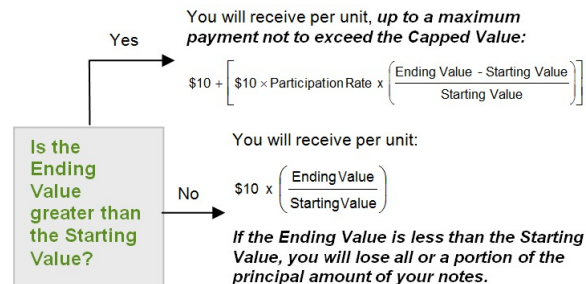 You will receive per unit, up to a maximum
payment not to exceed the Capped Value:
Yes
$10 + [ $10 × Participation Rate x ( Ending Value - Starting Value / Starting Value ) ]
Is the
Ending
Value
greater than
the Starting
Value?
No
You will receive per unit:
$10 x ( Ending Value / Starting Value )
If the Ending Value is less than the Starting
Value, you will lose all or a portion of the
principal amount of your notes.